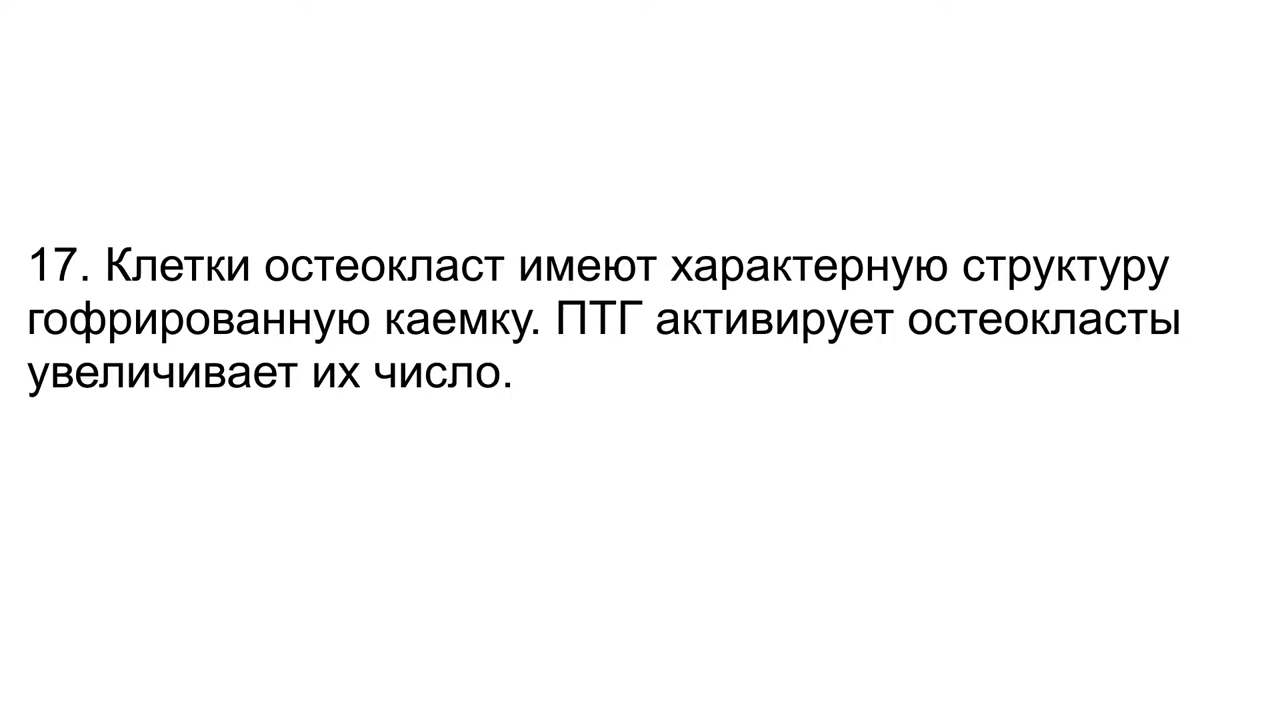 17. Клетки остеокласт имеют характерную структуру
гофрированную каемку. ПТГ активирует остеокласты
увеличивает их число.